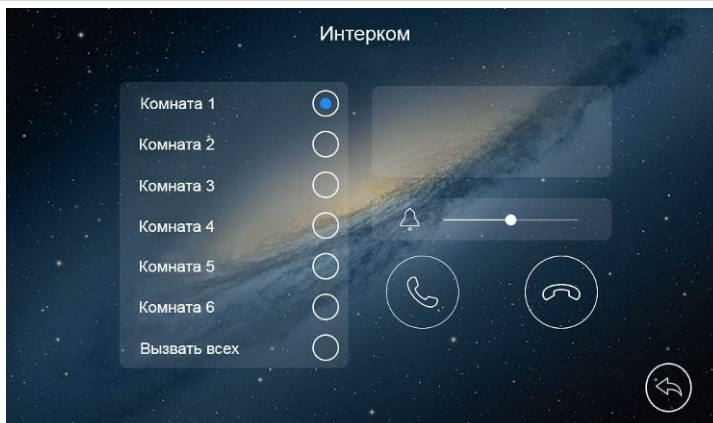 Интерком
Комната 1
Комната 2
Комната 3
Комната 4
Комната 5
Комната 6
Вызвать всех